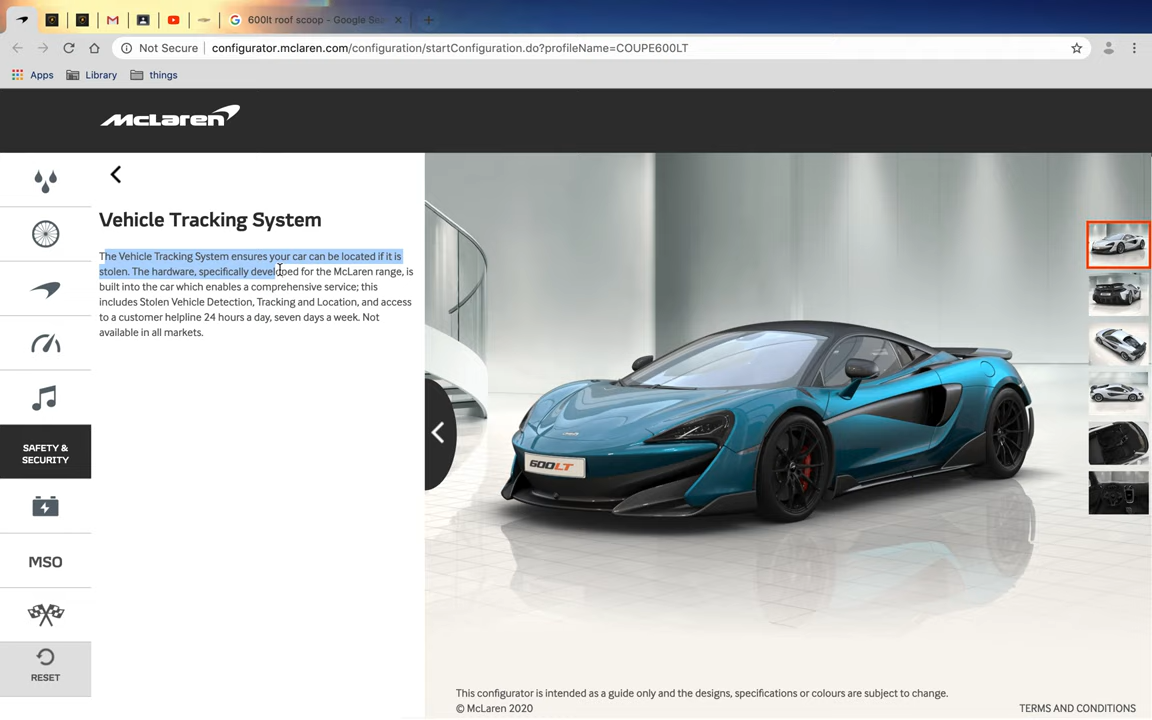 600lt roof scoop - Google Sea
Not Secure configurator.mclaren.com/configuration/startConfiguration.do?profileName=COUPE600LT
Apps Library things
McLaren
Vehicle Tracking System
The Vehicle Tracking System ensures your car can be located if it is
stolen. The hardware, specifically developed for the McLaren range, is
built into the car which enables a comprehensive service; this
includes Stolen Vehicle Detection, Tracking and Location, and access
to a customer helpline 24 hours a day, seven days a week. Not
available in all markets.
SAFETY &
SECURITY
MSO
RESET
600LT
This configurator is intended as a guide only and the designs, specifications or colours are subject to change.
© McLaren 2020
TERMS AND CONDITIONS